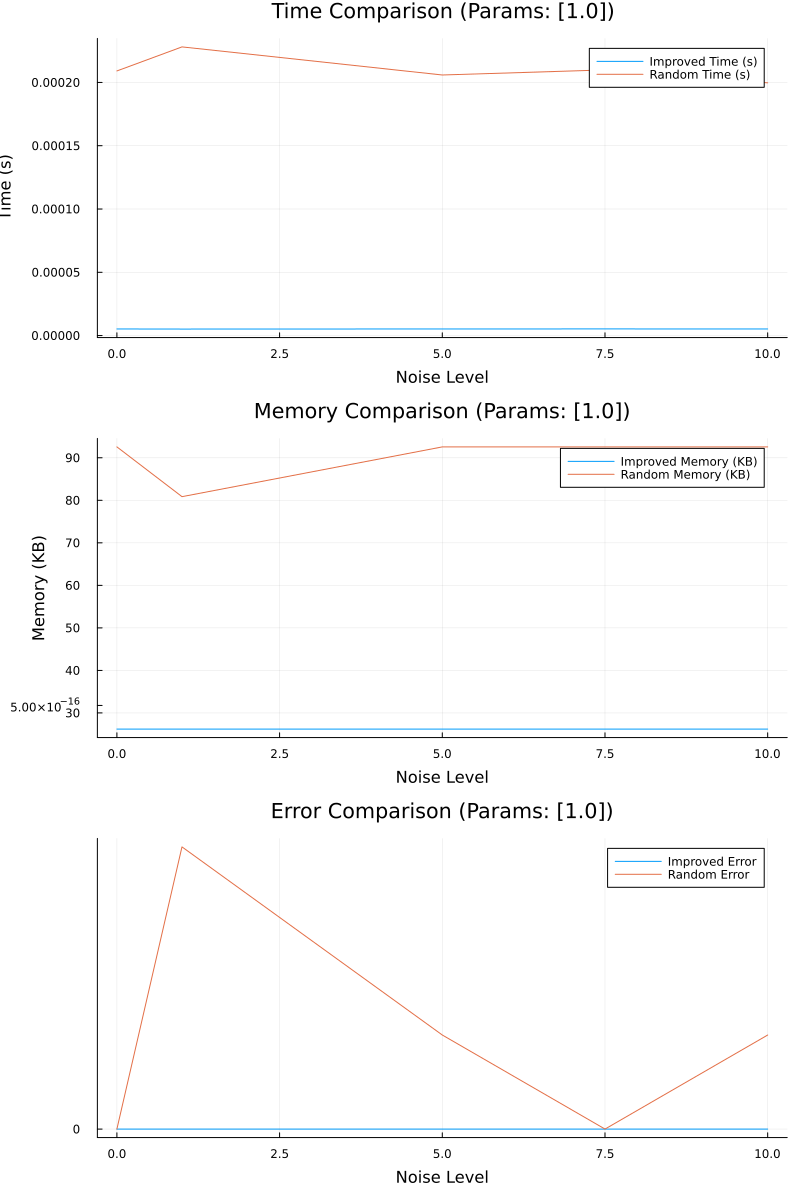 Time Comparison (Params: [1.0])
Improved Time (s)
Random Time (s)
0.00020
0.00015
0.00010
0.00005
0.00000
Time (s)
0.0 2.5 5.0 7.5 10.0
Noise Level
Memory Comparison (Params: [1.0])
Improved Memory (KB)
Random Memory (KB)
90
80
70
60
50
40
5.00×10⁻¹⁶
30
Memory (KB)
0.0 2.5 5.0 7.5 10.0
Noise Level
Error Comparison (Params: [1.0])
Improved Error
Random Error
0
0.0 2.5 5.0 7.5 10.0
Noise Level